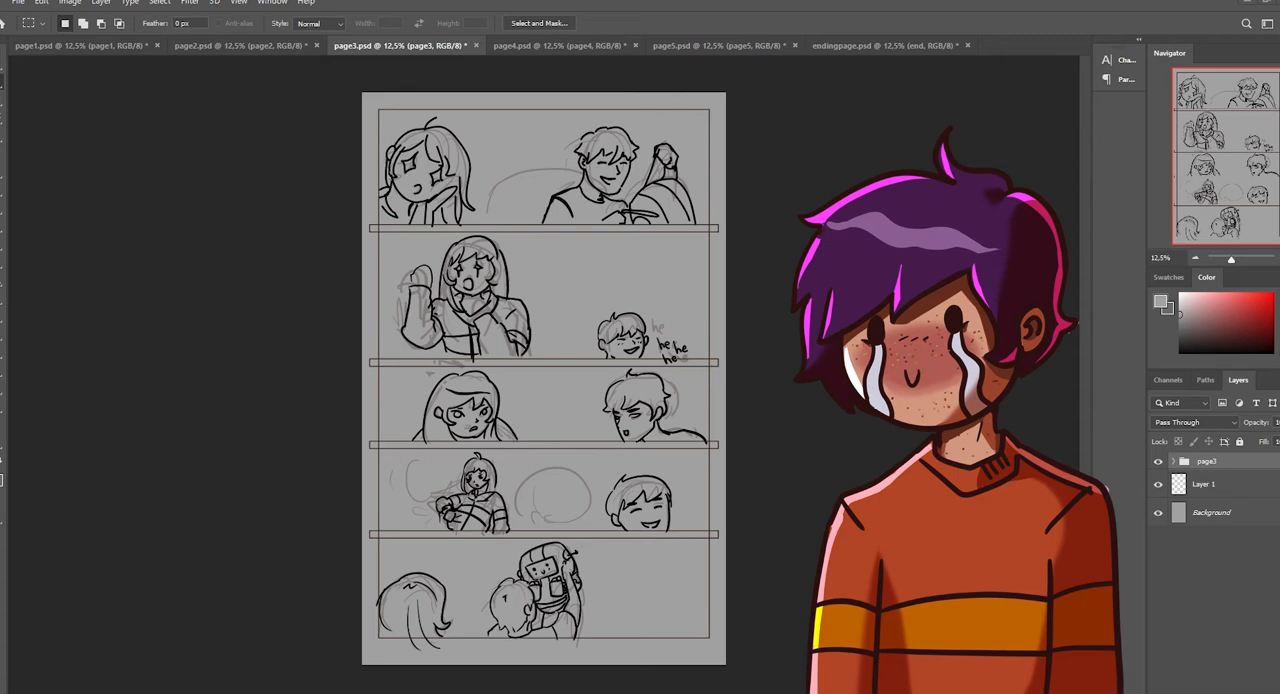 File Edit Image Layer Type Select Filter 3D View Window Help
Feather: 0 px Anti-alias Style: Normal Width: Height: Select and Mask...
page1.psd @ 12,5% (page1, RGB/8) * × page2.psd @ 12,5% (page2, RGB/8) * × page3.psd @ 12,5% (page3, RGB/8) * × page4.psd @ 12,5% (page4, RGB/8) * × page5.psd @ 12,5% (page5, RGB/8) * × endingpage.psd @ 12,5% (end, RGB/8) * ×
Navigator
A| Cha...
¶ Par...
he
he he
he
12,5%
Swatches Color
Channels Paths Layers
Kind
Pass Through Opacity:
Lock: Fill:
page3
Layer 1
Background